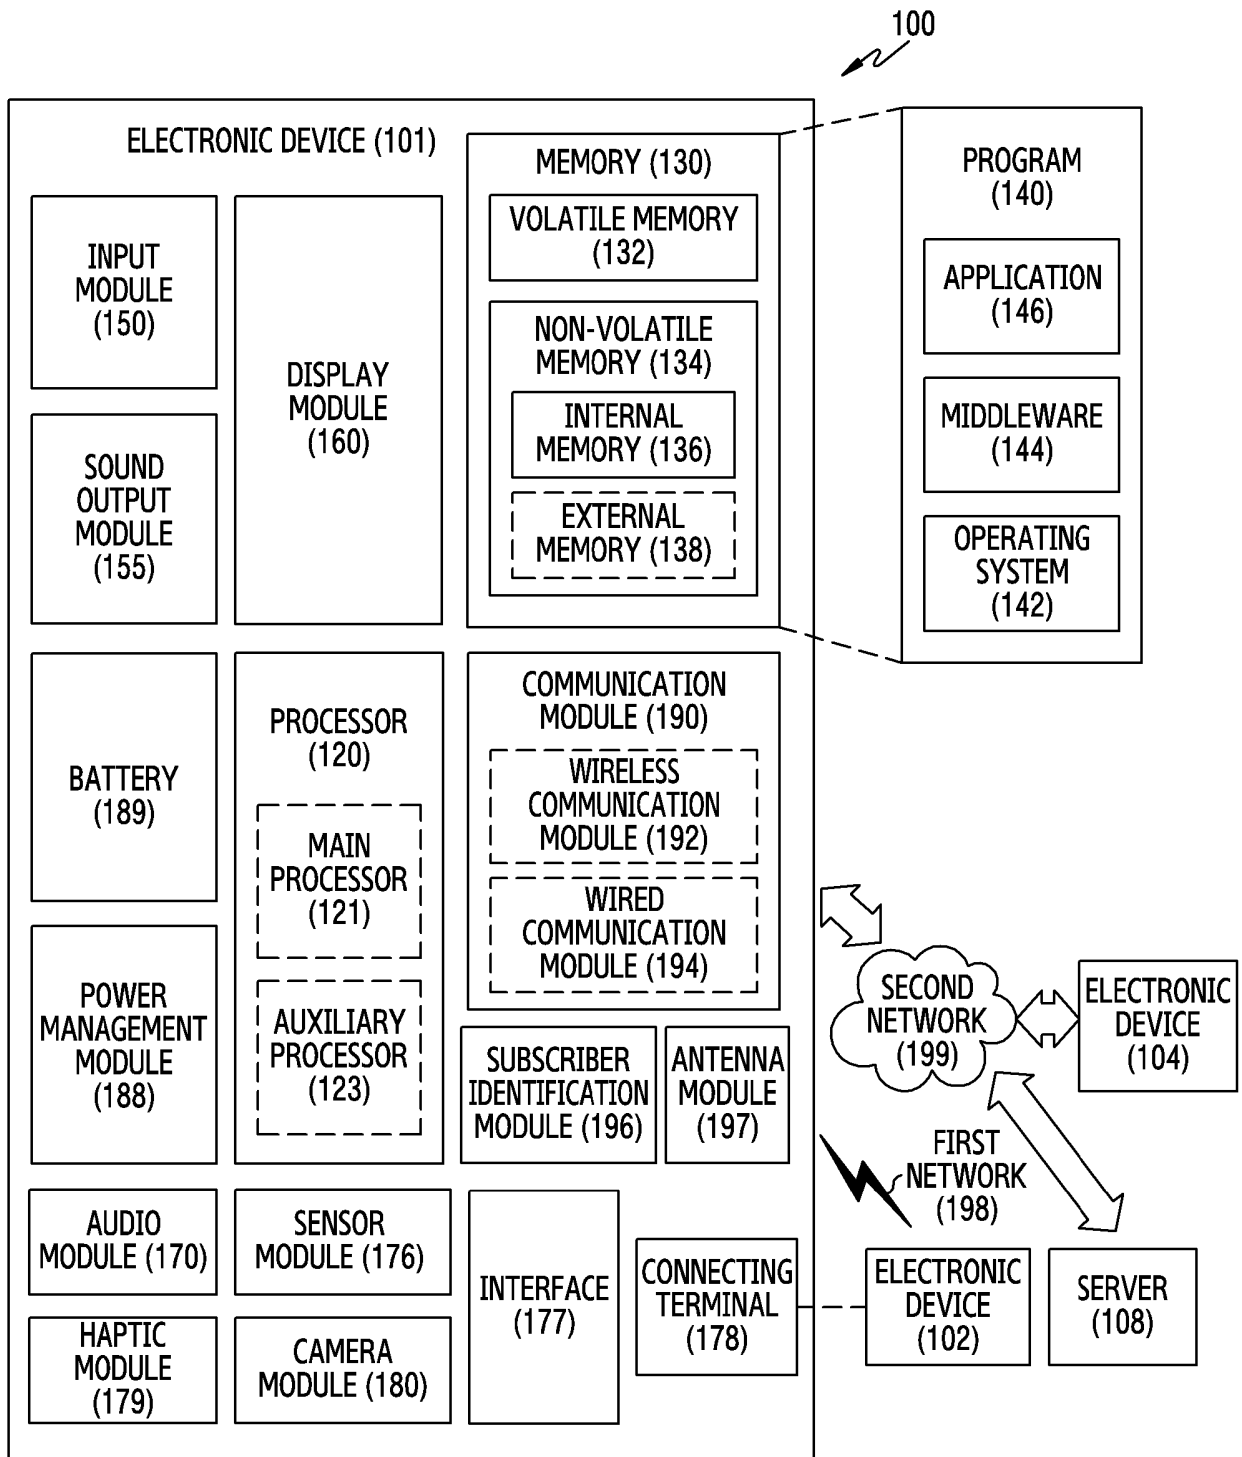 100
ELECTRONIC DEVICE (101)
INPUT
MODULE
(150)
SOUND
OUTPUT
MODULE
(155)
DISPLAY
MODULE
(160)
MEMORY (130)
VOLATILE MEMORY
(132)
NON-VOLATILE
MEMORY (134)
INTERNAL
MEMORY (136)
EXTERNAL
MEMORY (138)
PROGRAM
(140)
APPLICATION
(146)
MIDDLEWARE
(144)
OPERATING
SYSTEM
(142)
BATTERY
(189)
POWER
MANAGEMENT
MODULE
(188)
PROCESSOR
(120)
MAIN
PROCESSOR
(121)
AUXILIARY
PROCESSOR
(123)
COMMUNICATION
MODULE (190)
WIRELESS
COMMUNICATION
MODULE (192)
WIRED
COMMUNICATION
MODULE (194)
SUBSCRIBER
IDENTIFICATION
MODULE (196)
ANTENNA
MODULE
(197)
SECOND
NETWORK
(199)
ELECTRONIC
DEVICE
(104)
FIRST
NETWORK
(198)
AUDIO
MODULE (170)
SENSOR
MODULE (176)
HAPTIC
MODULE
(179)
CAMERA
MODULE (180)
INTERFACE
(177)
CONNECTING
TERMINAL
(178)
ELECTRONIC
DEVICE
(102)
SERVER
(108)